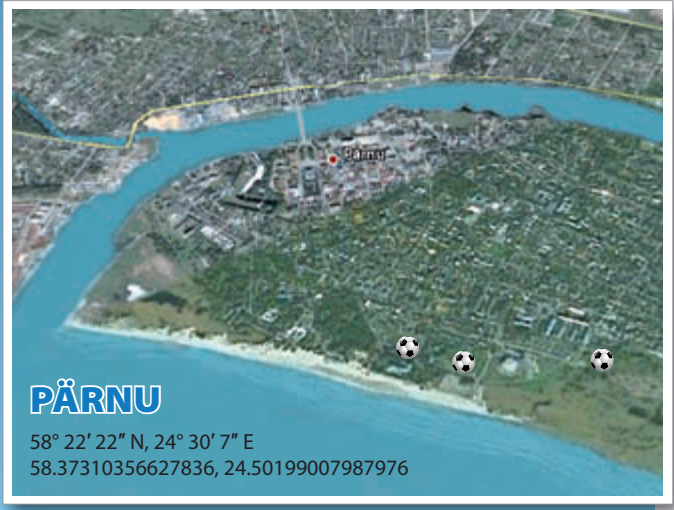 Pärnu
PÄRNU
58° 22′ 22″ N, 24° 30′ 7″ E
58.37310356627836, 24.50199007987976